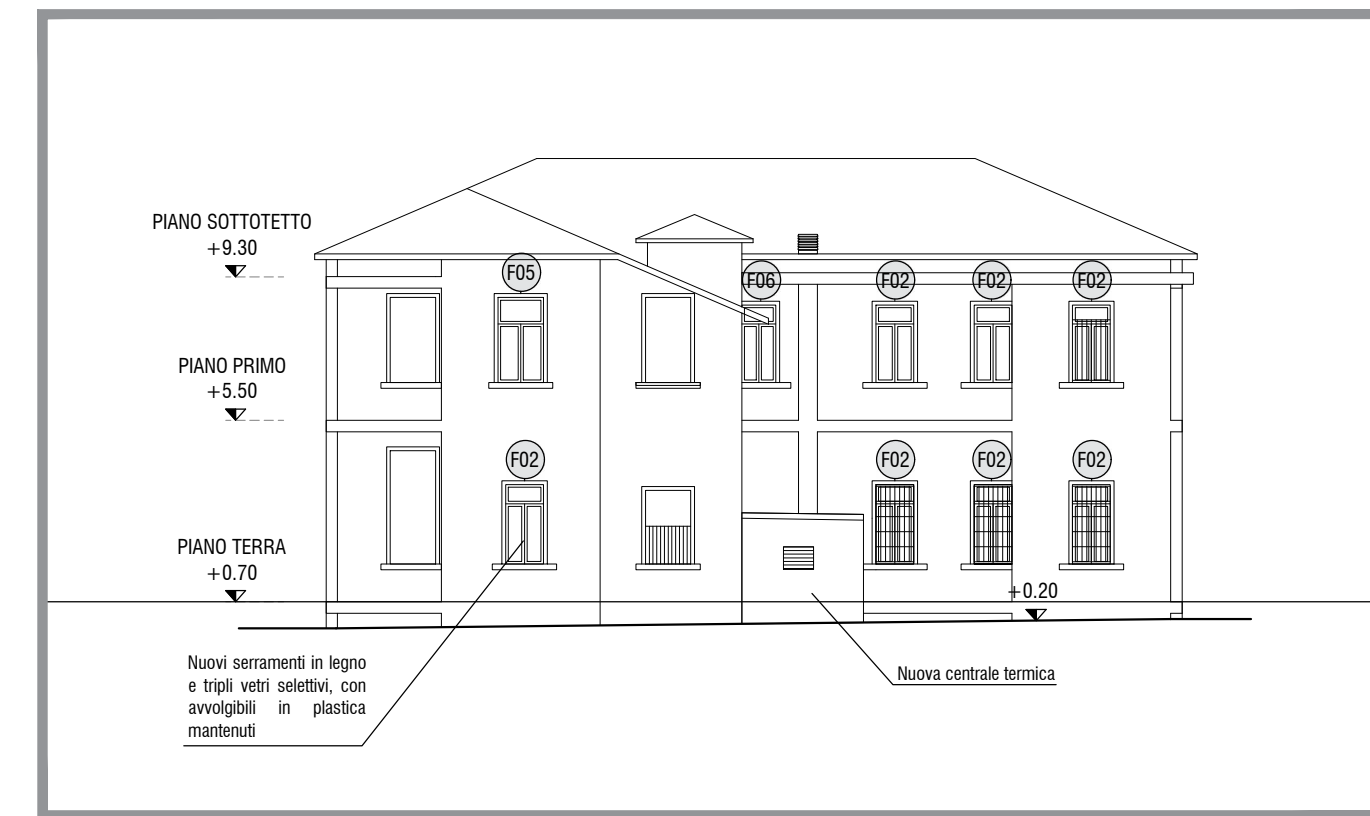 PIANO SOTTOTETTO
+9.30
F05
F06
F02
F02
F02
PIANO PRIMO
+5.50
F02
F02
F02
F02
PIANO TERRA
+0.70
+0.20
Nuovi serramenti in legno
e tripli vetri selettivi, con
avvolgibili in plastica
mantenuti
Nuova centrale termica